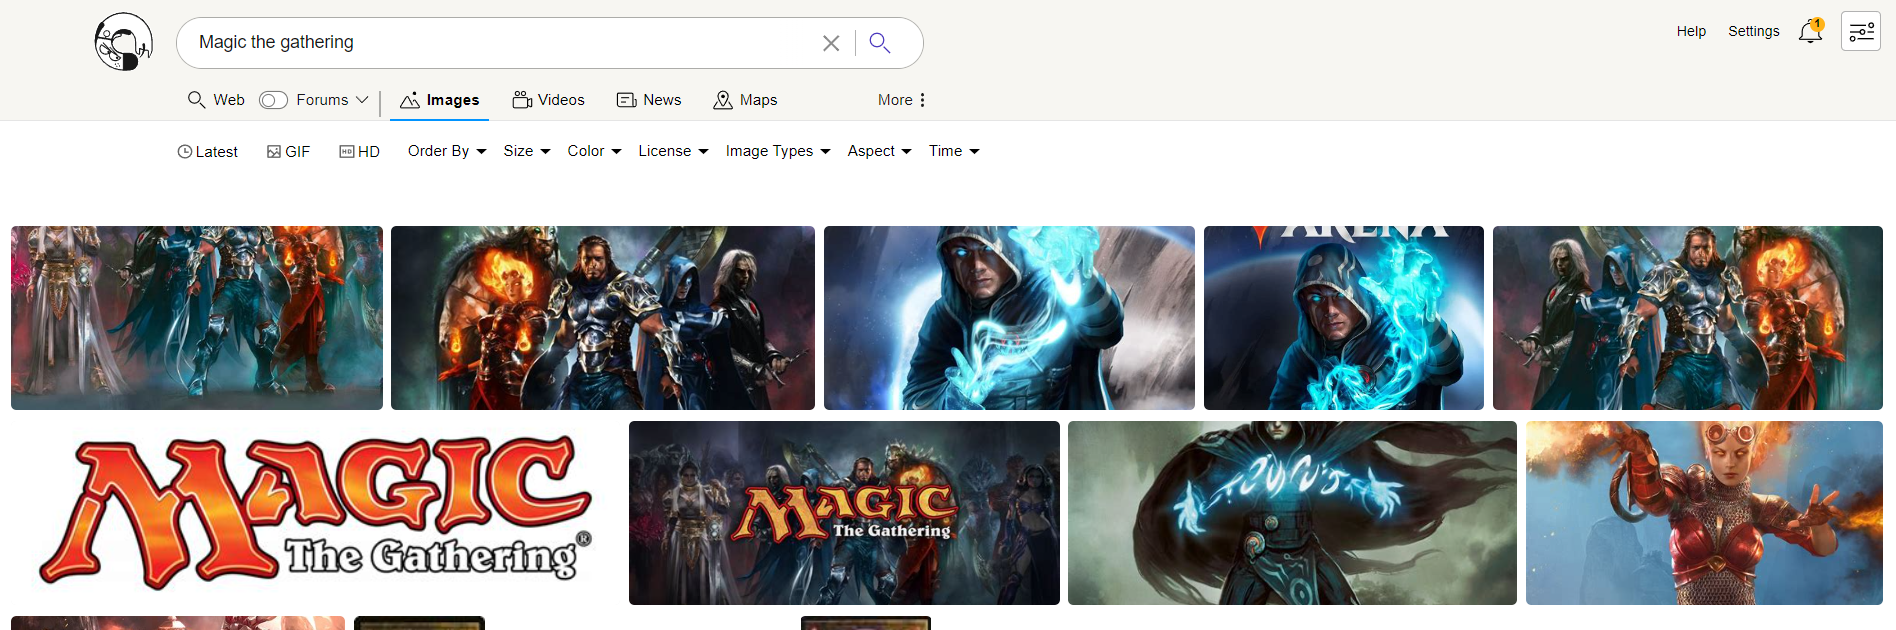 Magic the gathering
Help Settings 1
Web Forums Images Videos News Maps More
Latest GIF HD HD Order By Size Color License Image Types Aspect Time
ARENA
MAGIC
The Gathering®
MAGIC
The Gathering